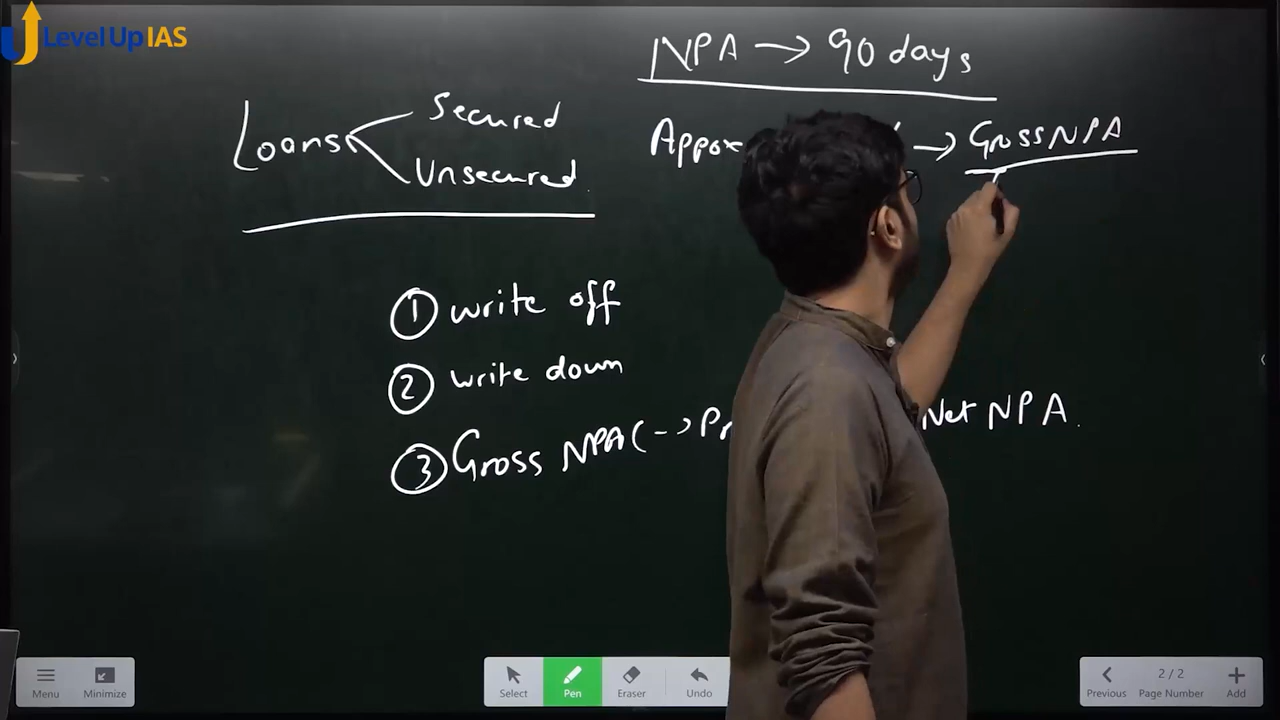 Level Up IAS
NPA → 90 days
Loans
Secured
Unsecured
Appox
→ Gross NPA
① write off
② write down
③ Gross NPA (-→
Net NPA.
Menu
Minimize
Select
Pen
Eraser
Undo
Previous
2 / 2
Page Number
Add